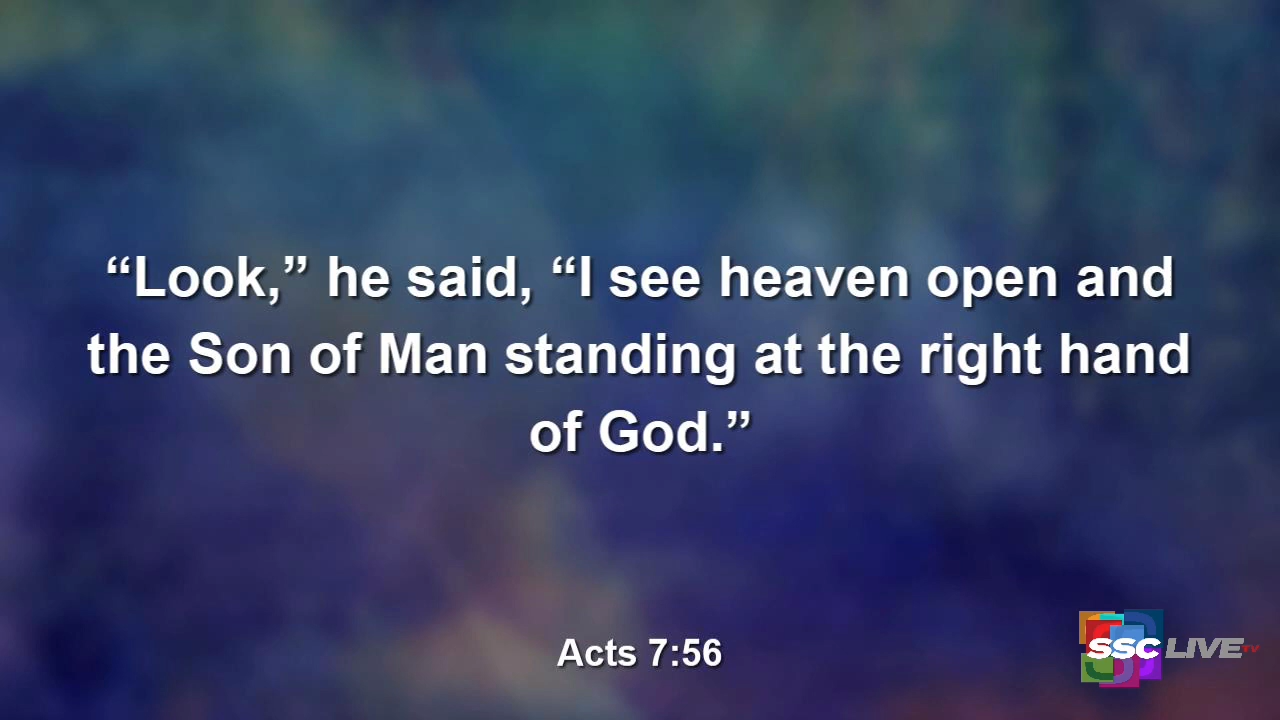 “Look,” he said, “I see heaven open and
the Son of Man standing at the right hand
of God.”
Acts 7:56
SSC LIVE TV